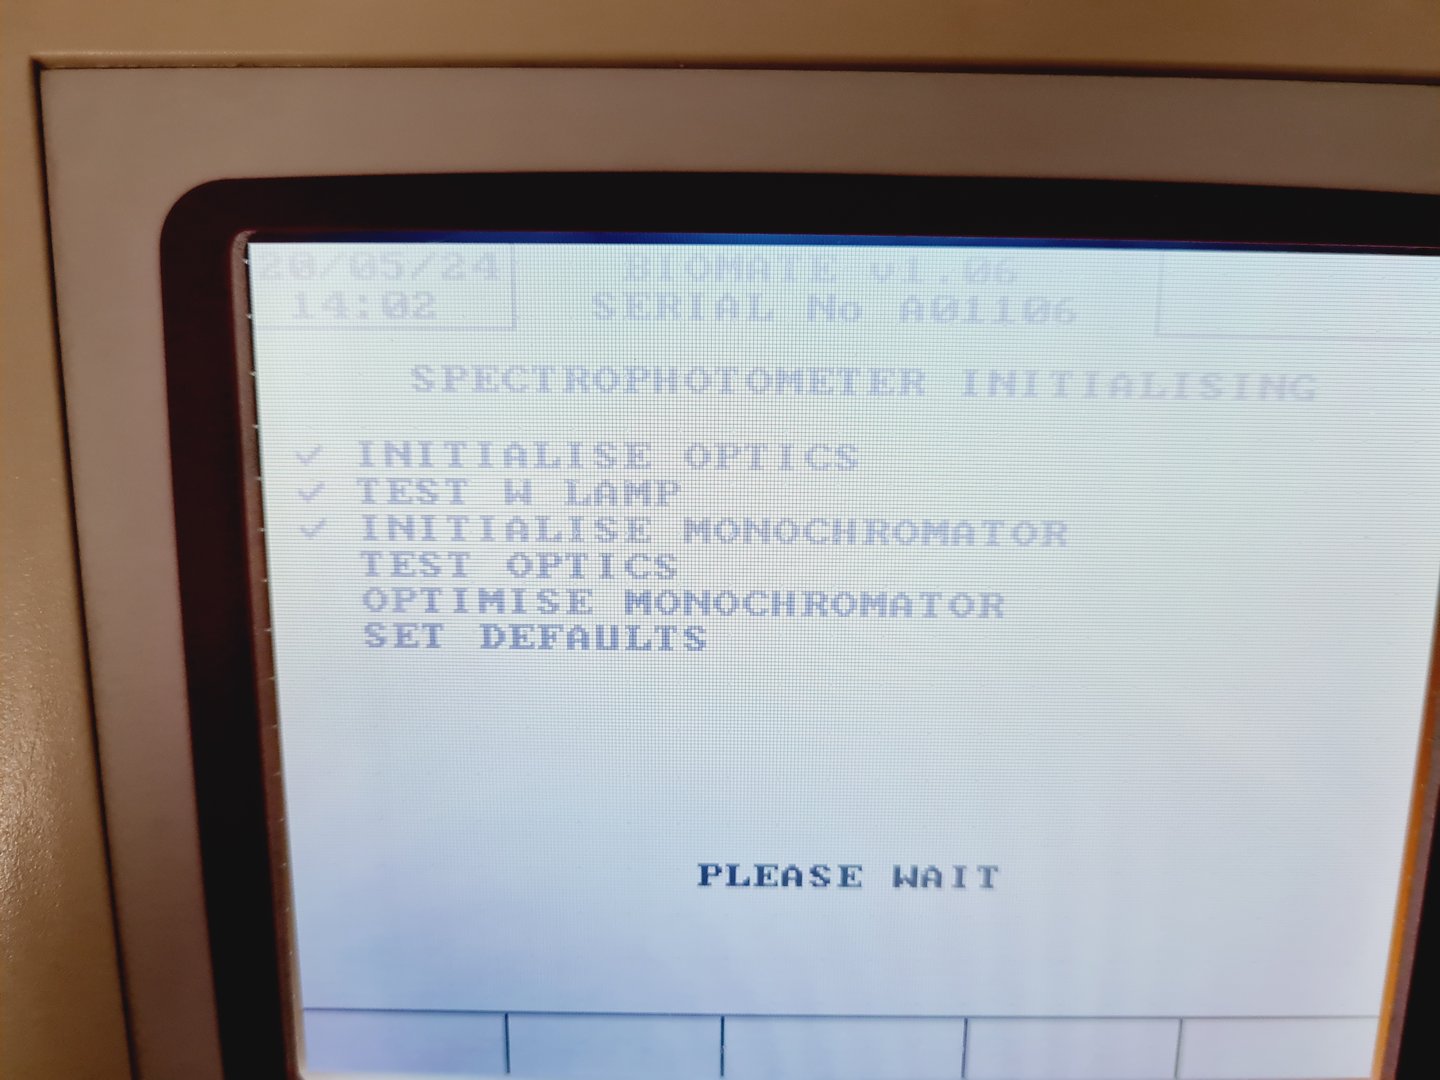 20/05/24
14:02
BIOMATE v1.06
SERIAL No A01106
SPECTROPHOTOMETER INITIALISING
✓ INITIALISE OPTICS
✓ TEST W LAMP
✓ INITIALISE MONOCHROMATOR
TEST OPTICS
OPTIMISE MONOCHROMATOR
SET DEFAULTS
PLEASE WAIT